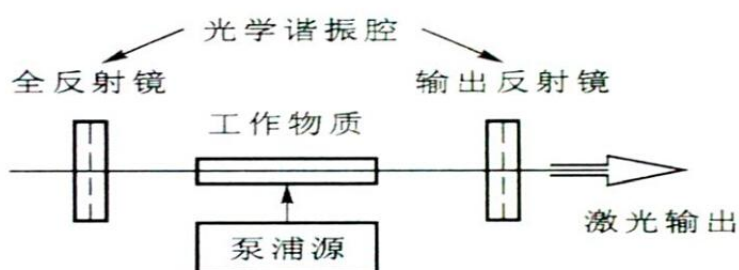 光学谐振腔
全反射镜
输出反射镜
工作物质
激光输出
泵浦源